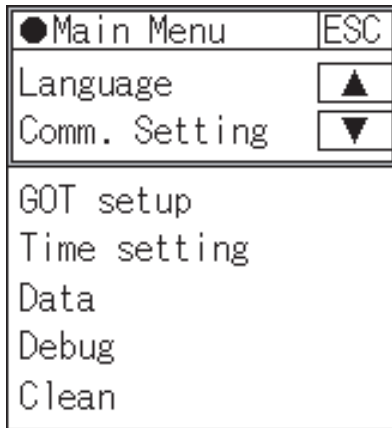 ●Main Menu ESC
Language ▲
Comm. Setting ▼
GOT setup
Time setting
Data
Debug
Clean